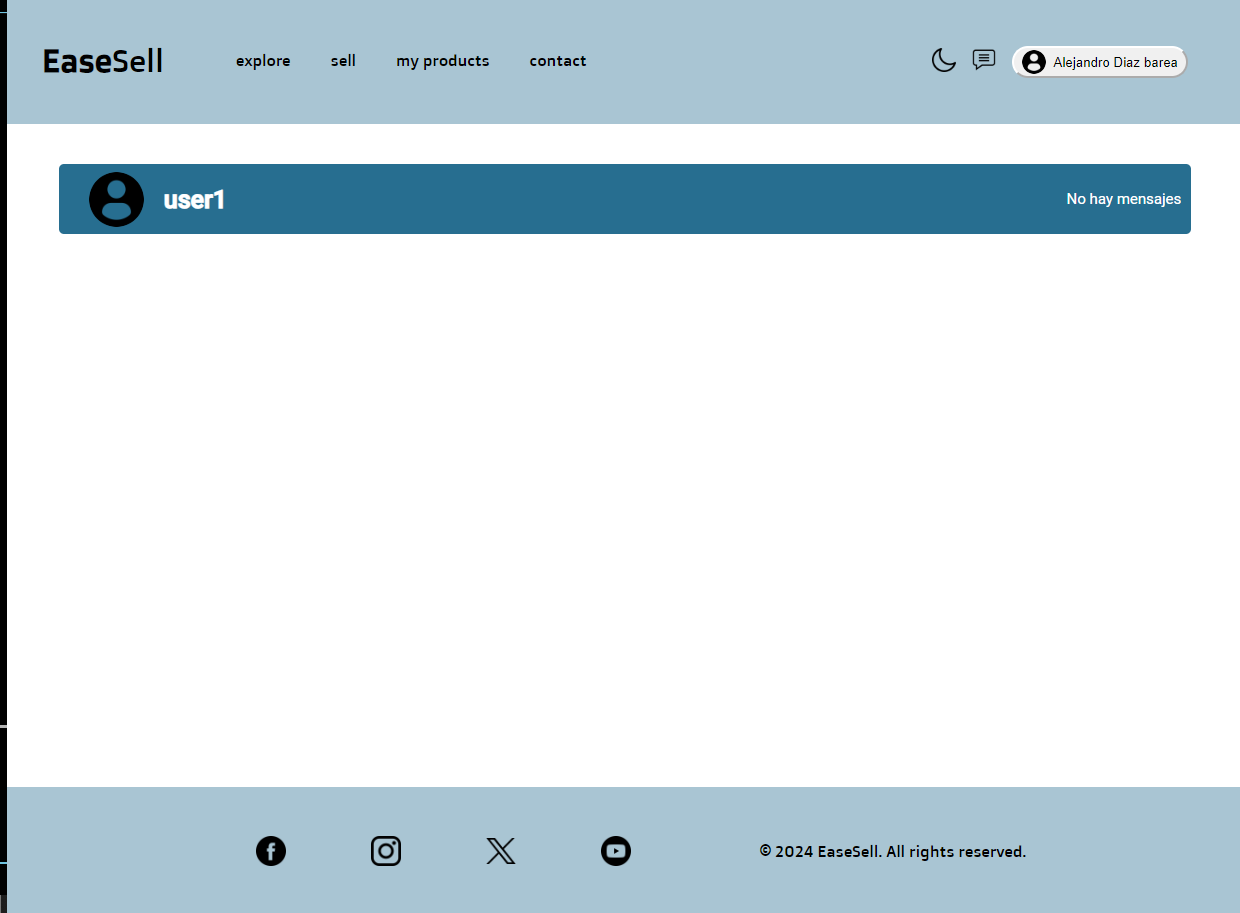 EaseSell
explore
sell
my products
contact
Alejandro Diaz barea
user1
No hay mensajes
© 2024 EaseSell. All rights reserved.